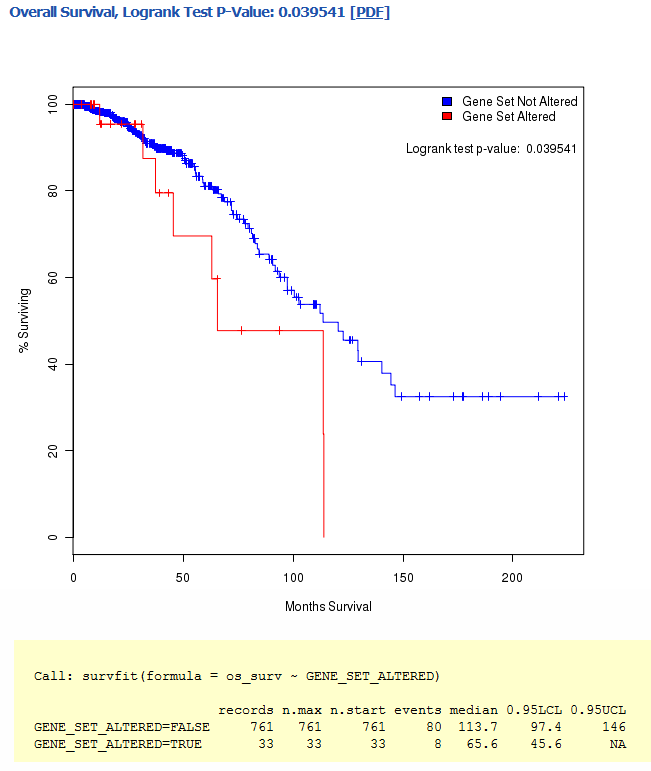 Overall Survival, Logrank Test P-Value: 0.039541 [PDF]
Gene Set Not Altered
Gene Set Altered
Logrank test p-value: 0.039541
100
80
60
40
20
0
% Surviving
0 50 100 150 200
Months Survival
Call: survfit(formula = os_surv ~ GENE_SET_ALTERED)
records n.max n.start events median 0.95LCL 0.95UCL
GENE_SET_ALTERED=FALSE 761 761 761 80 113.7 97.4 146
GENE_SET_ALTERED=TRUE 33 33 33 8 65.6 45.6 NA